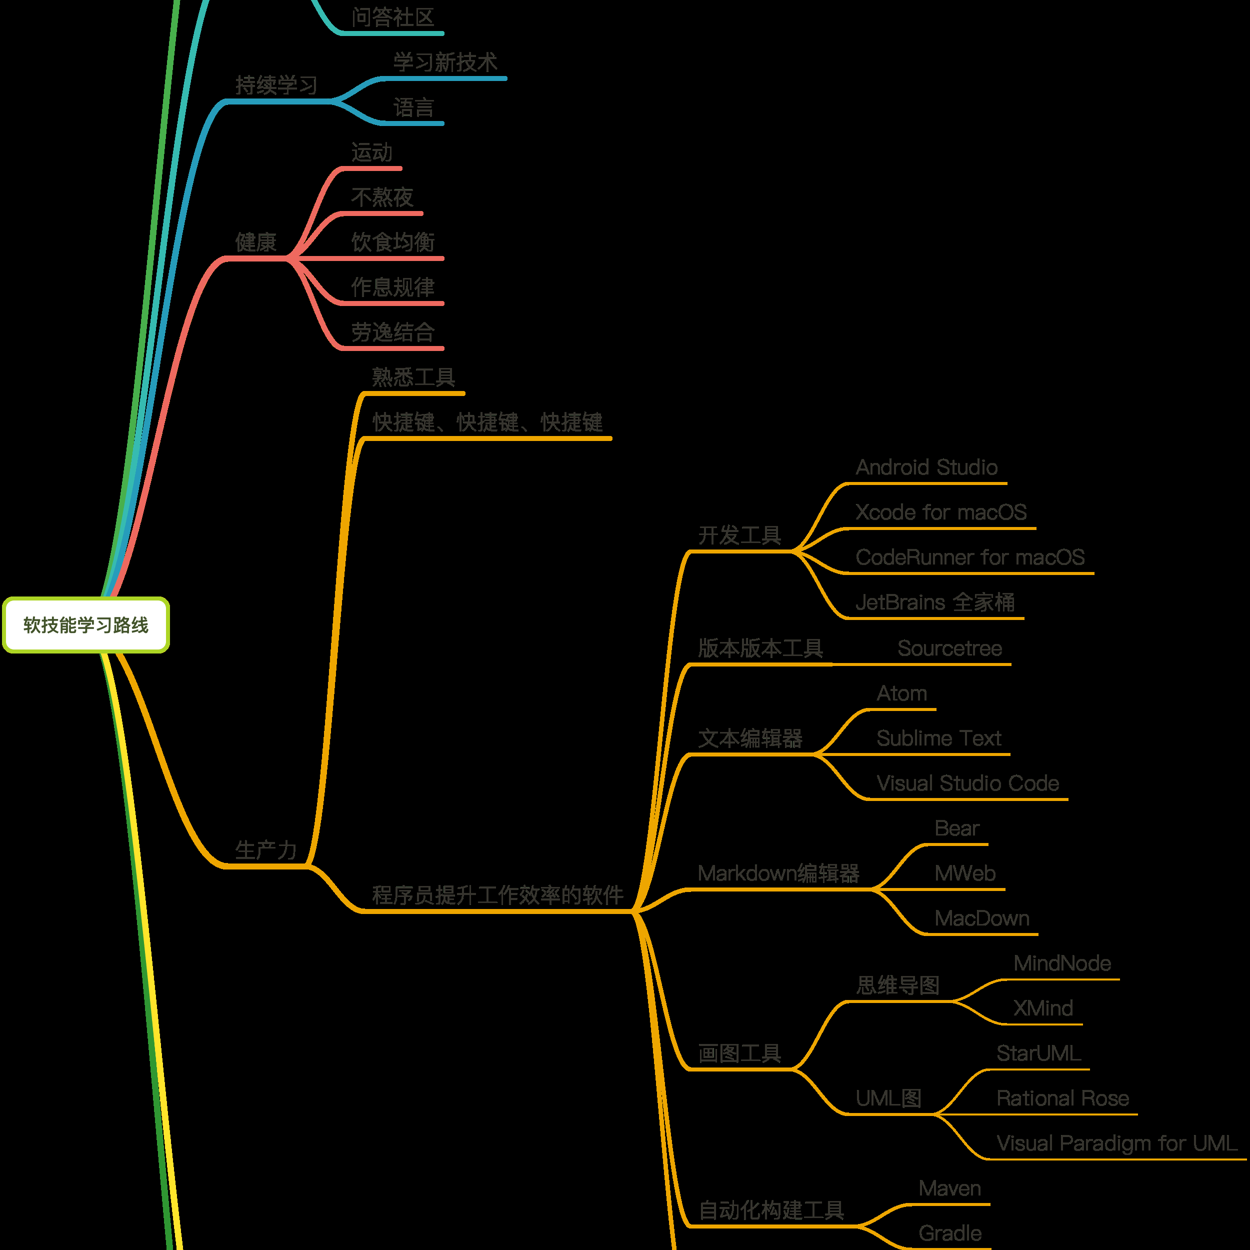 问答社区
学习新技术
持续学习
语言
运动
不熬夜
健康
饮食均衡
作息规律
劳逸结合
熟悉工具
快捷键、快捷键、快捷键
Android Studio
Xcode for macOS
开发工具
CodeRunner for macOS
JetBrains 全家桶
软技能学习路线
版本版本工具
Sourcetree
Atom
文本编辑器
Sublime Text
Visual Studio Code
Bear
生产力
Markdown编辑器
MWeb
程序员提升工作效率的软件
MacDown
MindNode
思维导图
XMind
画图工具
StarUML
UML图
Rational Rose
Visual Paradigm for UML
Maven
自动化构建工具
Gradle